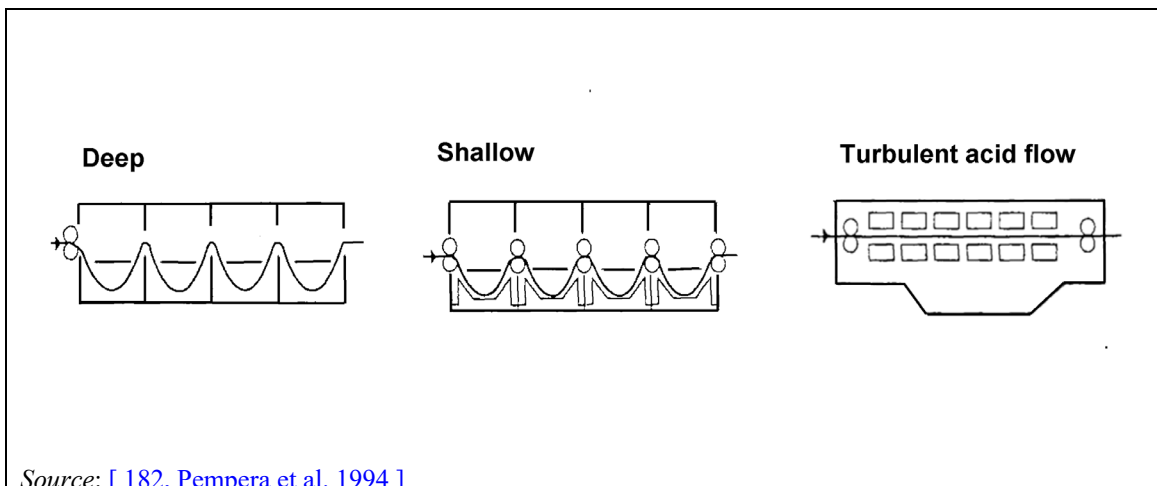 Deep
Shallow
Turbulent acid flow
Source: [ 182, Pempera et al. 1994 ]